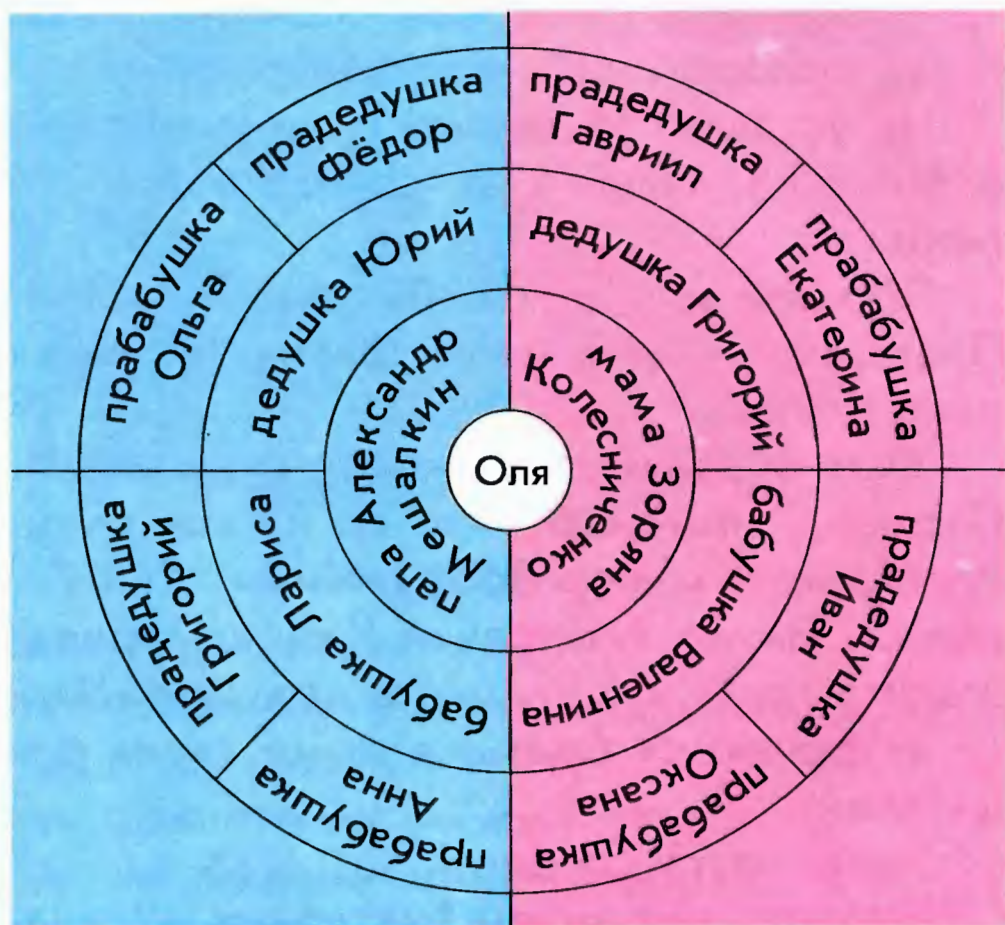 прадедушка
Фёдор
прадедушка
Гавриил
прабабушка
Ольга
прабабушка
Екатерина
дедушка Юрий
дедушка Григорий
папа Александр
Мешалкин
мама Зоряна
Колесниченко
Оля
бабушка Лариса
бабушка Валентина
прадедушка
Григорий
прадедушка
Иван
прабабушка
Анна
прабабушка
Оксана